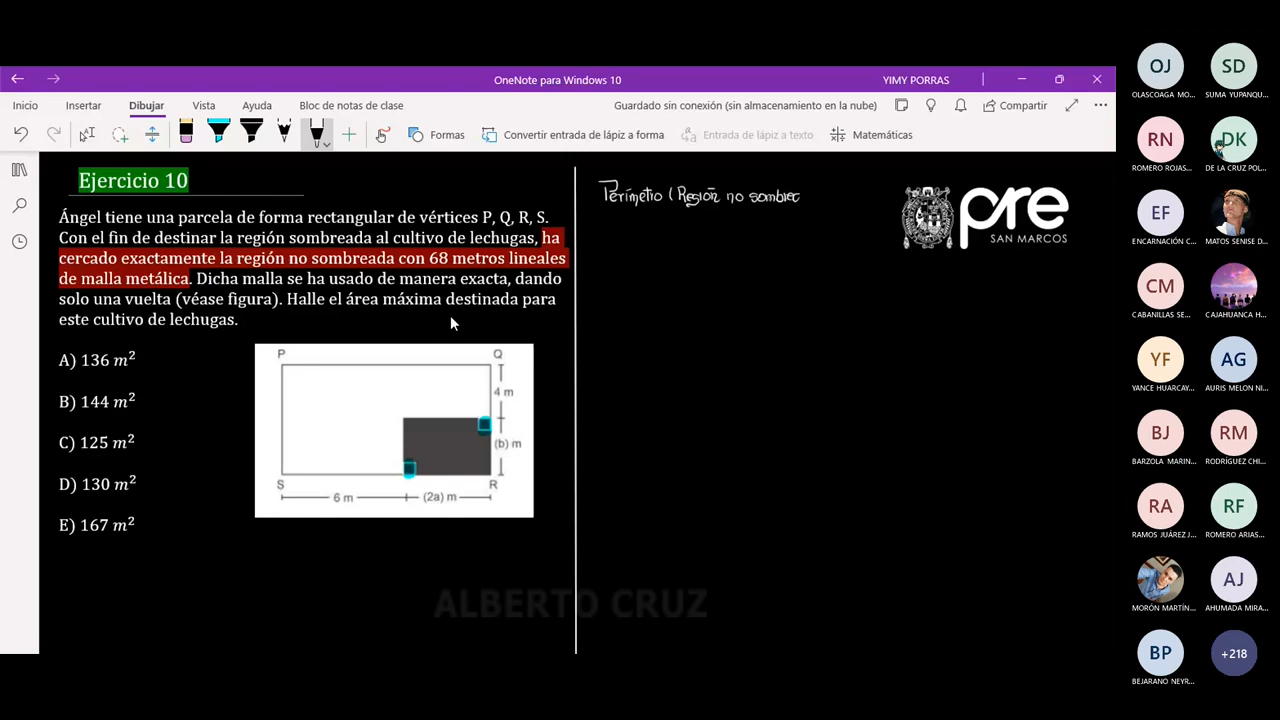 OneNote para Windows 10
YIMY PORRAS
Inicio
Insertar
Dibujar
Vista
Ayuda
Bloc de notas de clase
Guardado sin conexión (sin almacenamiento en la nube)
Compartir
Formas
Convertir entrada de lápiz a forma
Entrada de lápiz a texto
Matemáticas
Ejercicio 10
Ángel tiene una parcela de forma rectangular de vértices P, Q, R, S.
Con el fin de destinar la región sombreada al cultivo de lechugas, ha
cercado exactamente la región no sombreada con 68 metros lineales
de malla metálica. Dicha malla se ha usado de manera exacta, dando
solo una vuelta (véase figura). Halle el área máxima destinada para
este cultivo de lechugas.
A) 136 m²
B) 144 m²
C) 125 m²
D) 130 m²
E) 167 m²
P
Q
4 m
(b) m
S
R
6 m
(2a) m
Perímetro (Región no sombrec
pre
SAN MARCOS
ALBERTO CRUZ
OJ
OLASCOAGA MO...
SD
SUMA YUPANQU...
RN
ROMERO ROJAS...
DK
DE LA CRUZ POL...
EF
ENCARNACIÓN C...
MATOS SENISE D...
CM
CABANILLAS SE...
CAJAHUANCA H...
YF
YANCE HUARCAY...
AG
AURIS MELON NI...
BJ
BARZOLA MARIN...
RM
RODRÍGUEZ CHI...
RA
RAMOS JUÁREZ J...
RF
ROMERO ARIAS...
MORÓN MARTÍN...
AJ
AHUMADA MIRA...
BP
BEJARANO NEYR...
+218